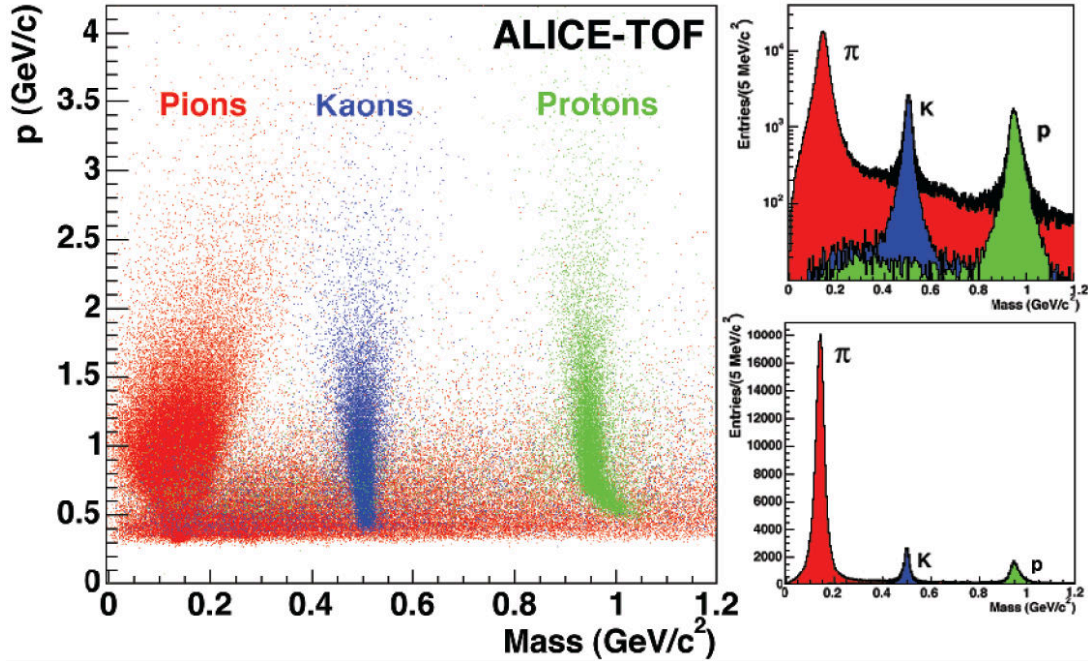 ALICE-TOF
Pions Kaons Protons
p (GeV/c)
4
3.5
3
2.5
2
1.5
1
0.5
0
0 0.2 0.4 0.6 0.8 1 1.2
Mass (GeV/c²)
Entries/(5 MeV/c²)
10⁴
10³
10²
π
K
p
0 0.2 0.4 0.6 0.8 1 1.2
Mass (GeV/c²)
Entries/(5 MeV/c²)
10000
16000
14000
12000
10000
8000
6000
4000
2000
0
π
K
p
0 0.2 0.4 0.6 0.8 1 1.2
Mass (GeV/c²)